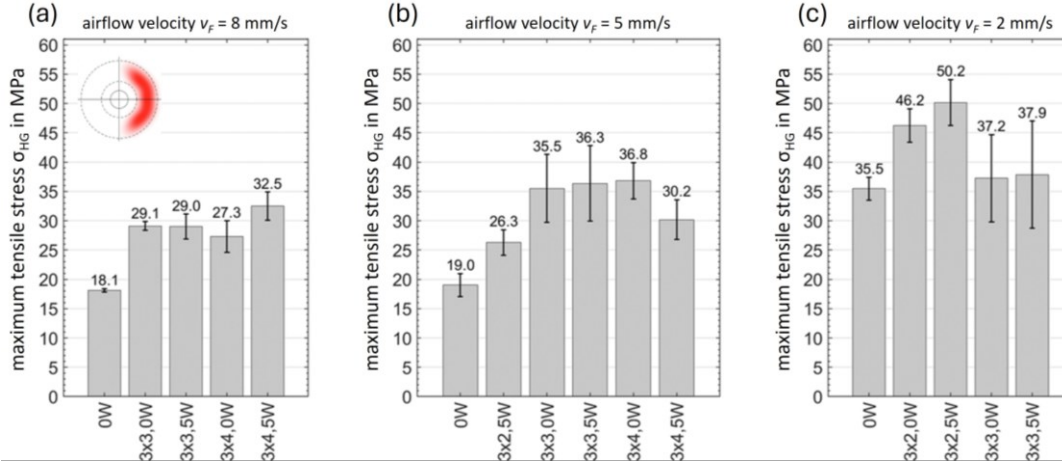 (a)
airflow velocity vF = 8 mm/s
maximum tensile stress σHG in MPa
60
55
50
45
40
35
30
25
20
15
10
5
0
18.1
29.1
29.0
27.3
32.5
0W
3x3,0W
3x3,5W
3x4,0W
3x4,5W
(b)
airflow velocity vF = 5 mm/s
maximum tensile stress σHG in MPa
60
55
50
45
40
35
30
25
20
15
10
5
0
19.0
26.3
35.5
36.3
36.8
30.2
0W
3x2,5W
3x3,0W
3x3,5W
3x4,0W
3x4,5W
(c)
airflow velocity vF = 2 mm/s
maximum tensile stress σHG in MPa
60
55
50
45
40
35
30
25
20
15
10
5
0
35.5
46.2
50.2
37.2
37.9
0W
3x2,0W
3x2,5W
3x3,0W
3x3,5W